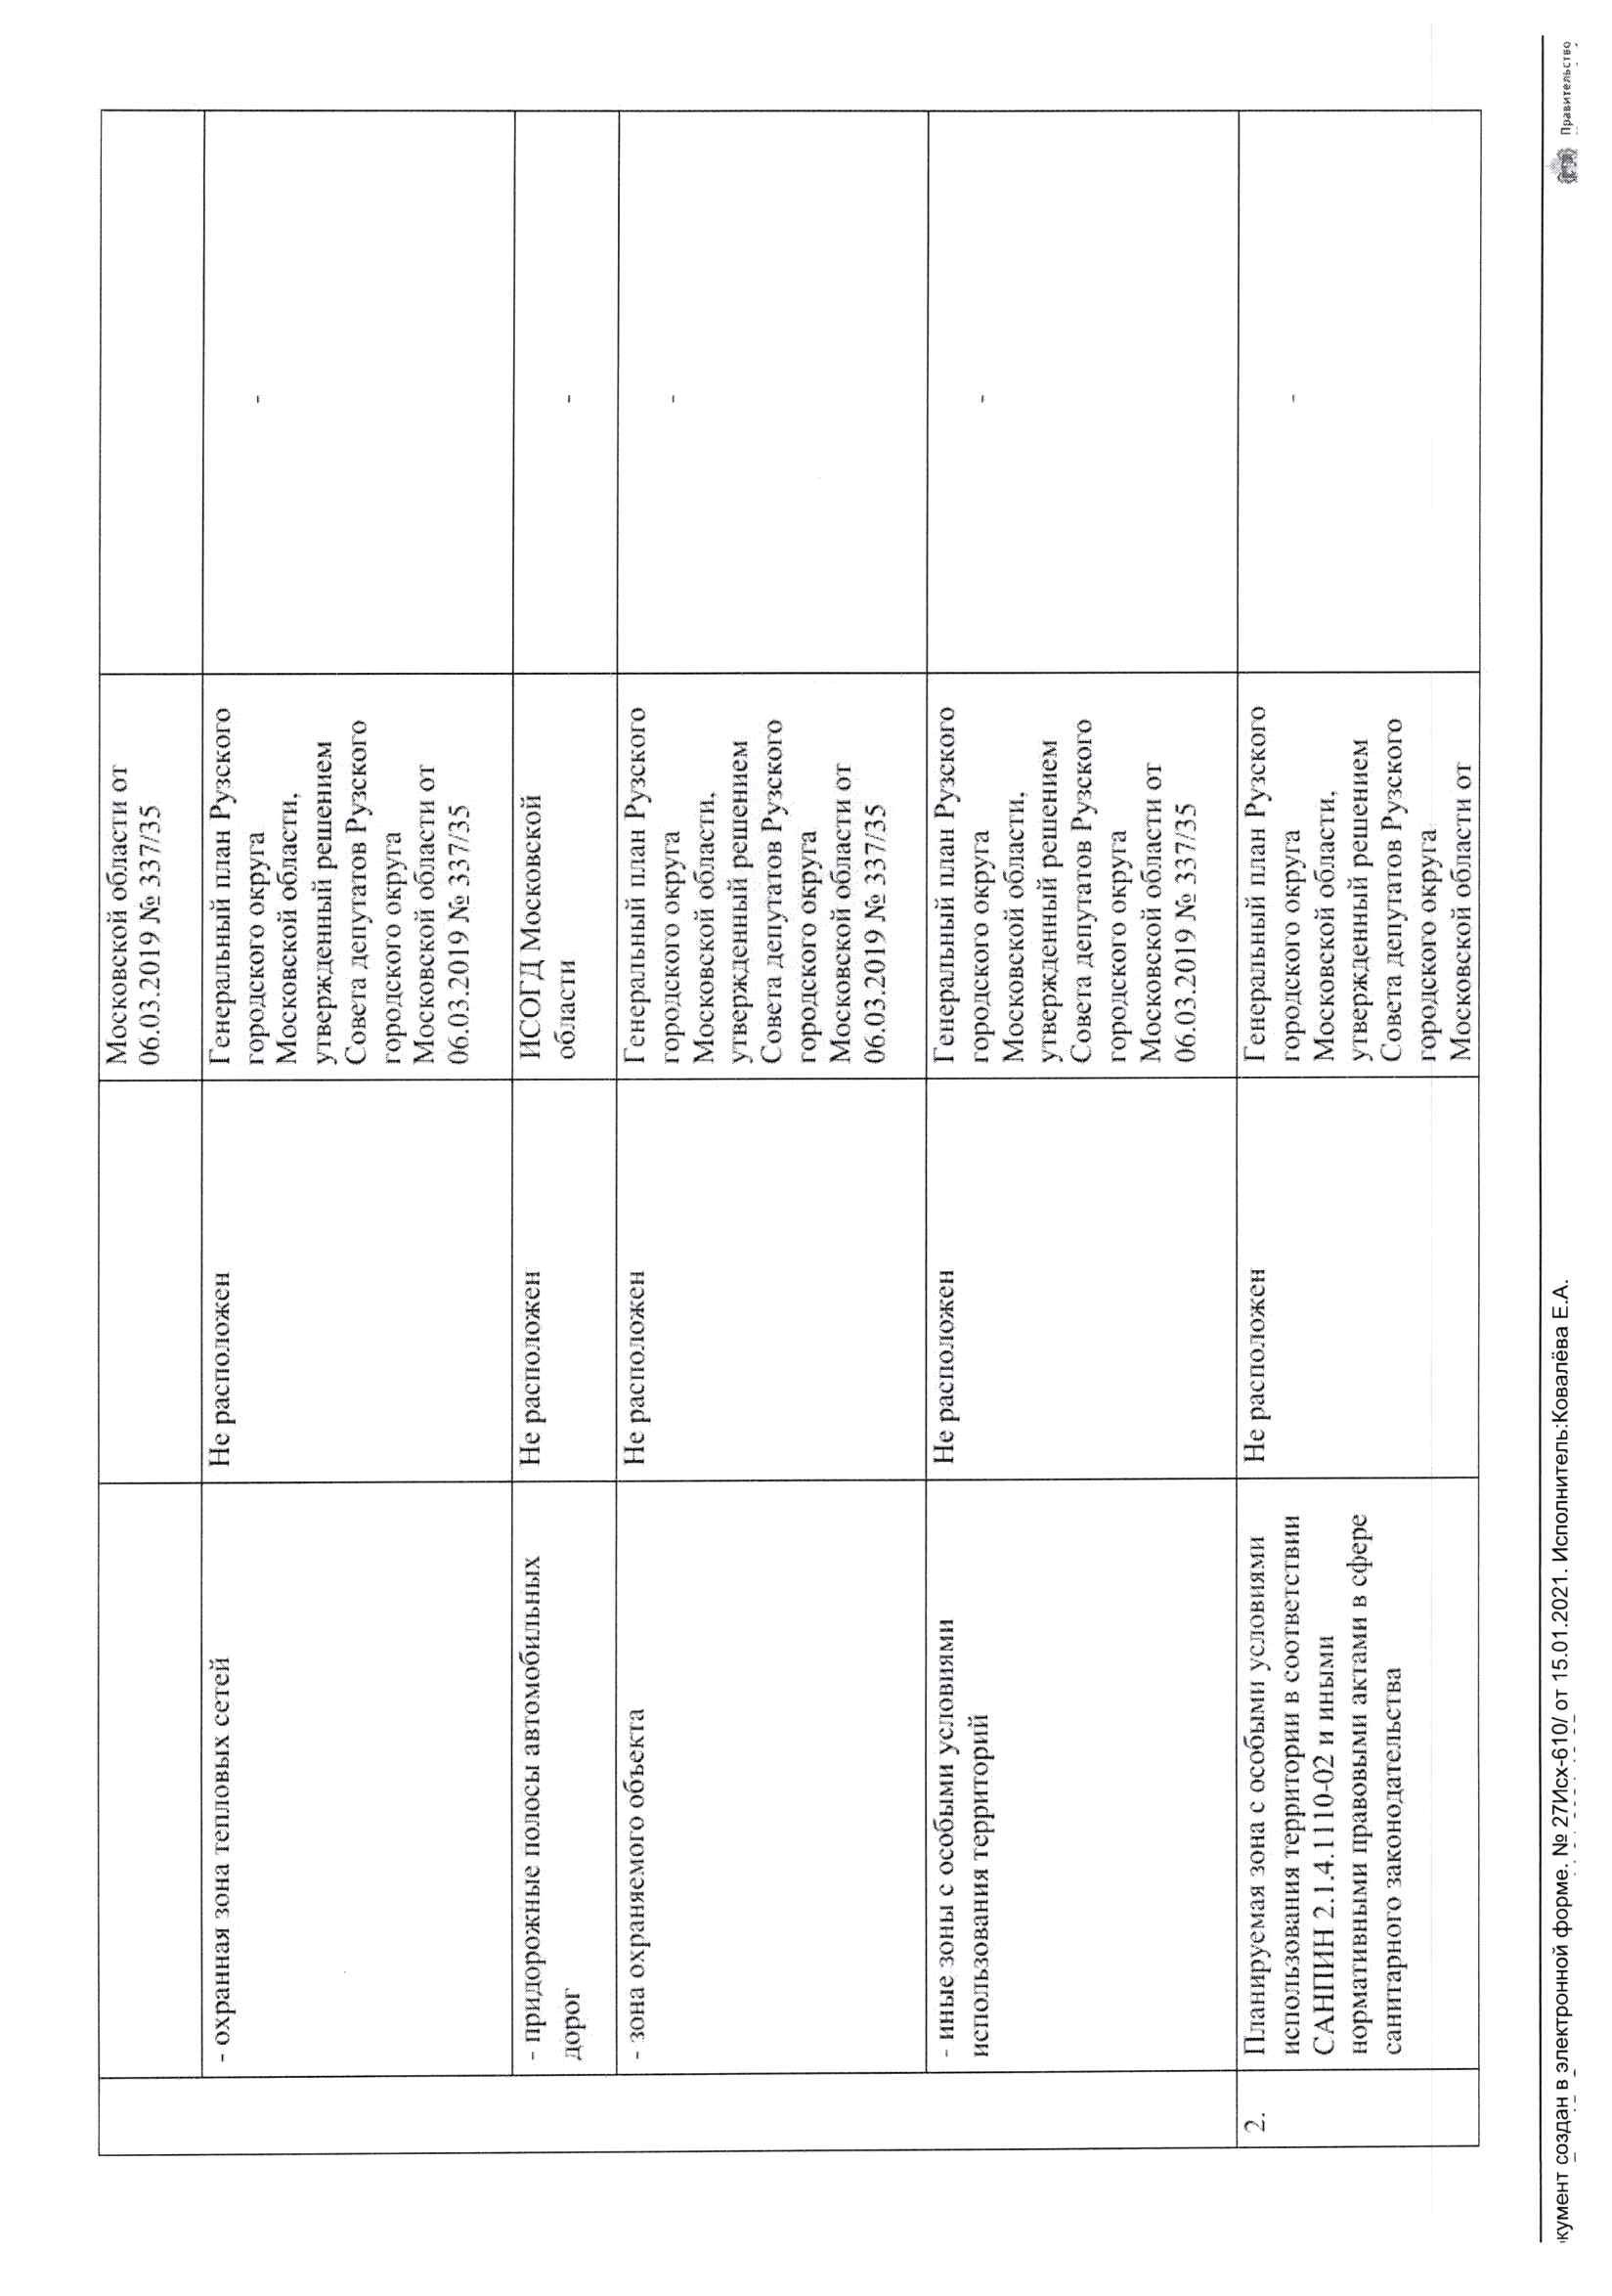 Московской области от
06.03.2019 № 337/35
- охранная зона тепловых сетей
Не расположен
Генеральный план Рузского
городского округа
Московской области,
утвержденный решением
Совета депутатов Рузского
городского округа
Московской области от
06.03.2019 № 337/35
-
- придорожные полосы автомобильных
дорог
Не расположен
ИСОГД Московской
области
-
- зона охраняемого объекта
Не расположен
Генеральный план Рузского
городского округа
Московской области,
утвержденный решением
Совета депутатов Рузского
городского округа
Московской области от
06.03.2019 № 337/35
-
- иные зоны с особыми условиями
использования территорий
Не расположен
Генеральный план Рузского
городского округа
Московской области,
утвержденный решением
Совета депутатов Рузского
городского округа
Московской области от
06.03.2019 № 337/35
-
2.
Планируемая зона с особыми условиями
использования территории в соответствии
САНПИН 2.1.4.1110-02 и иными
нормативными правовыми актами в сфере
санитарного законодательства
Не расположен
Генеральный план Рузского
городского округа
Московской области,
утвержденный решением
Совета депутатов Рузского
городского округа
Московской области от
-
кумент создан в электронной форме. № 27Исх-610/ от 15.01.2021. Исполнитель:Ковалёва Е.А.
Правительство